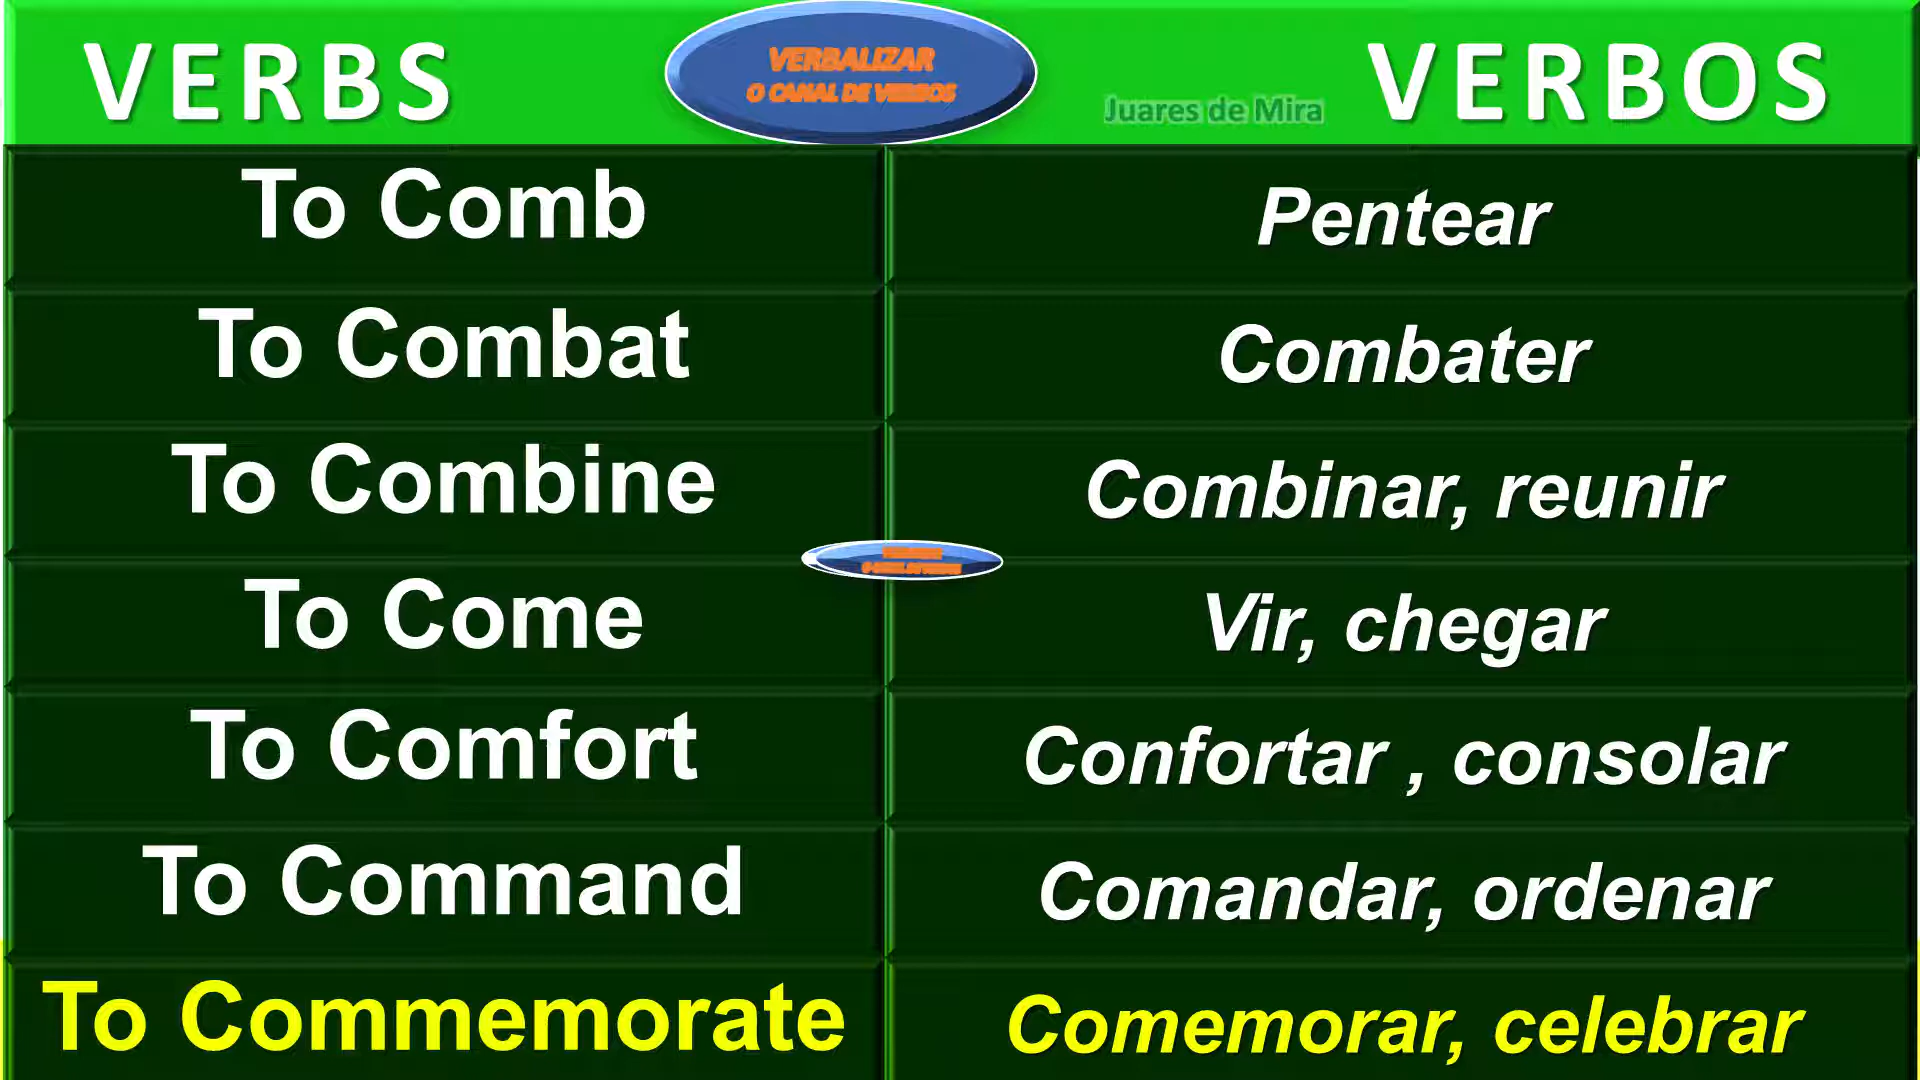 VERBS
VERBALIZAR
O CANAL DE VERBOS
Juares de Mira
VERBOS
To Comb
Pentear
To Combat
Combater
To Combine
Combinar, reunir
To Come
Vir, chegar
To Comfort
Confortar , consolar
To Command
Comandar, ordenar
To Commemorate
Comemorar, celebrar